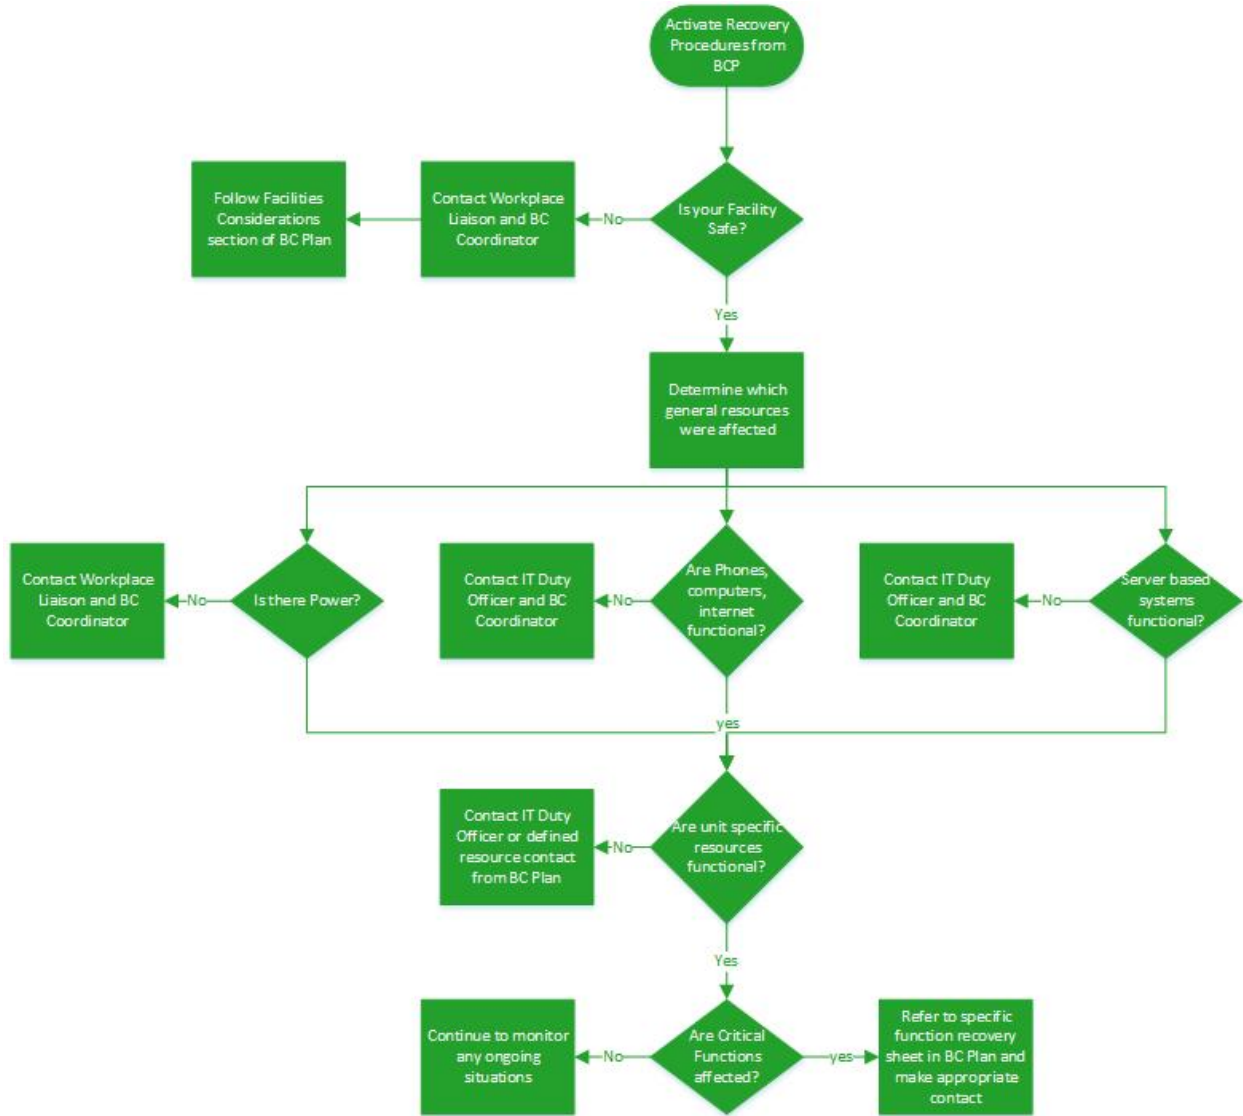 Activate Recovery
Procedures from
BCP
Follow Facilities
Considerations
section of BC Plan
Contact Workplace
Liaison and BC
Coordinator
No
Is your Facility
Safe?
Yes
Determine which
general resources
were affected
Contact Workplace
Liaison and BC
Coordinator
No
Is there Power?
Contact IT Duty
Officer and BC
Coordinator
No
Are Phones,
computers,
internet
functional?
Contact IT Duty
Officer and BC
Coordinator
No
Server based
systems
functional?
yes
Contact IT Duty
Officer or defined
resource contact
from BC Plan
No
Are unit specific
resources
functional?
Yes
Continue to monitor
any ongoing
situations
No
Are Critical
Functions
affected?
yes
Refer to specific
function recovery
sheet in BC Plan and
make appropriate
contact